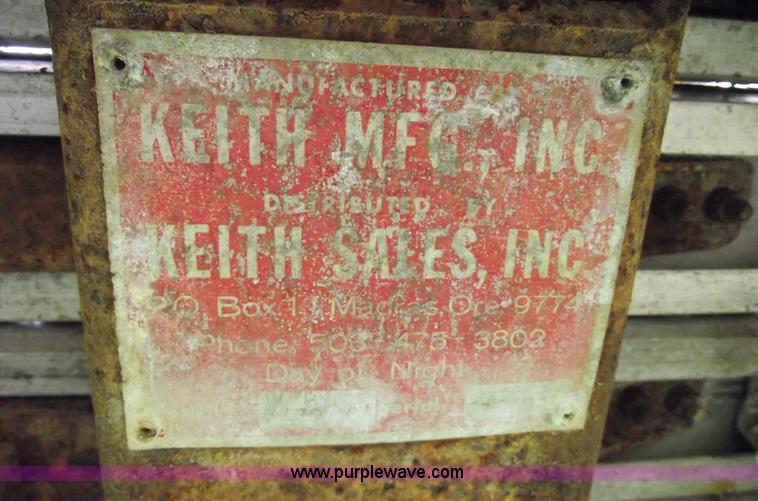 MANUFACTURED
KEITH MFG., INC
DISTRIBUTED BY
KEITH SALES, INC
P.O. Box 1 Madras, Ore. 9774
Phone 503-475-3802
Day or Night
www.purplewave.com